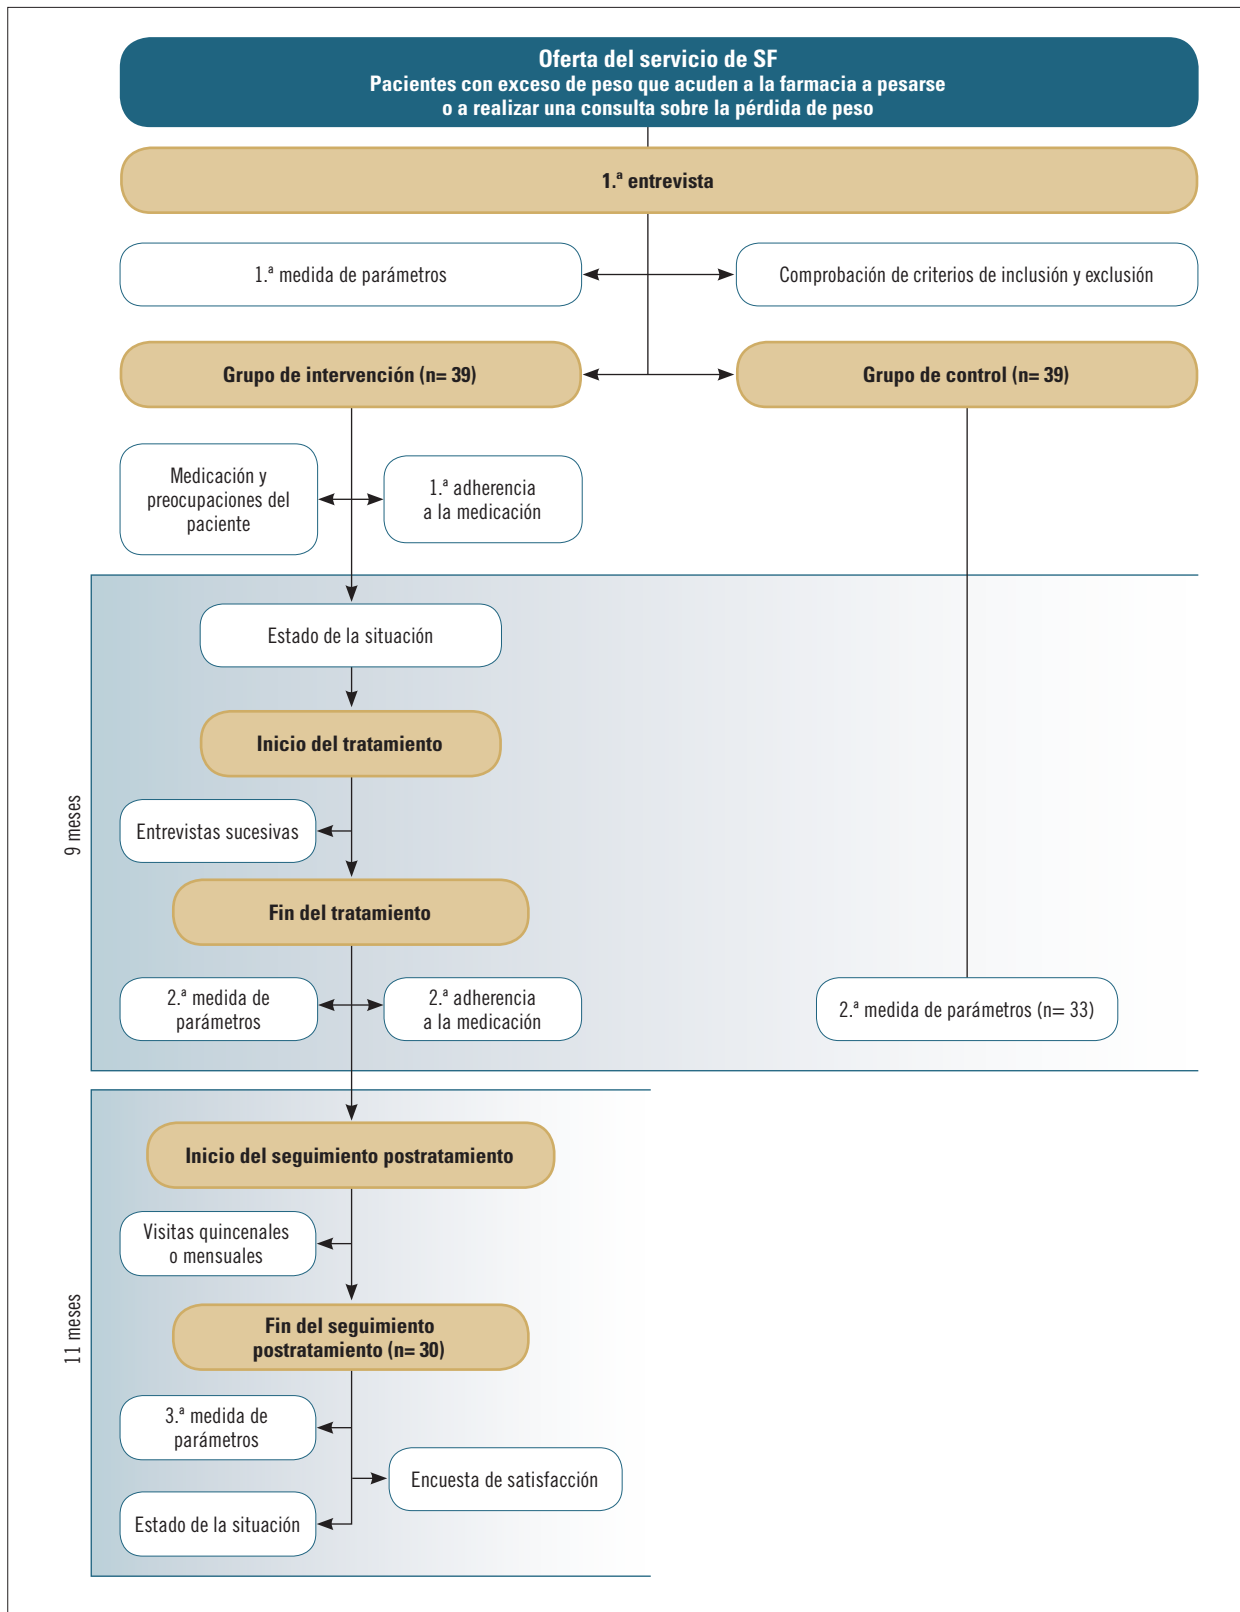 Oferta del servicio de SF
Pacientes con exceso de peso que acuden a la farmacia a pesarse
o a realizar una consulta sobre la pérdida de peso
1.ª entrevista
1.ª medida de parámetros
Comprobación de criterios de inclusión y exclusión
Grupo de intervención (n= 39)
Grupo de control (n= 39)
Medicación y
preocupaciones del
paciente
1.ª adherencia
a la medicación
9 meses
Estado de la situación
Inicio del tratamiento
Entrevistas sucesivas
Fin del tratamiento
2.ª medida de
parámetros
2.ª adherencia
a la medicación
2.ª medida de parámetros (n= 33)
11 meses
Inicio del seguimiento postratamiento
Visitas quincenales
o mensuales
Fin del seguimiento
postratamiento (n= 30)
3.ª medida de
parámetros
Encuesta de satisfacción
Estado de la situación